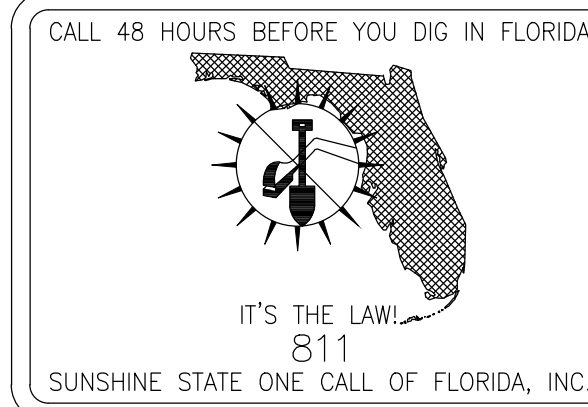 CALL 48 HOURS BEFORE YOU DIG IN FLORIDA
IT'S THE LAW!
811
SUNSHINE STATE ONE CALL OF FLORIDA, INC.